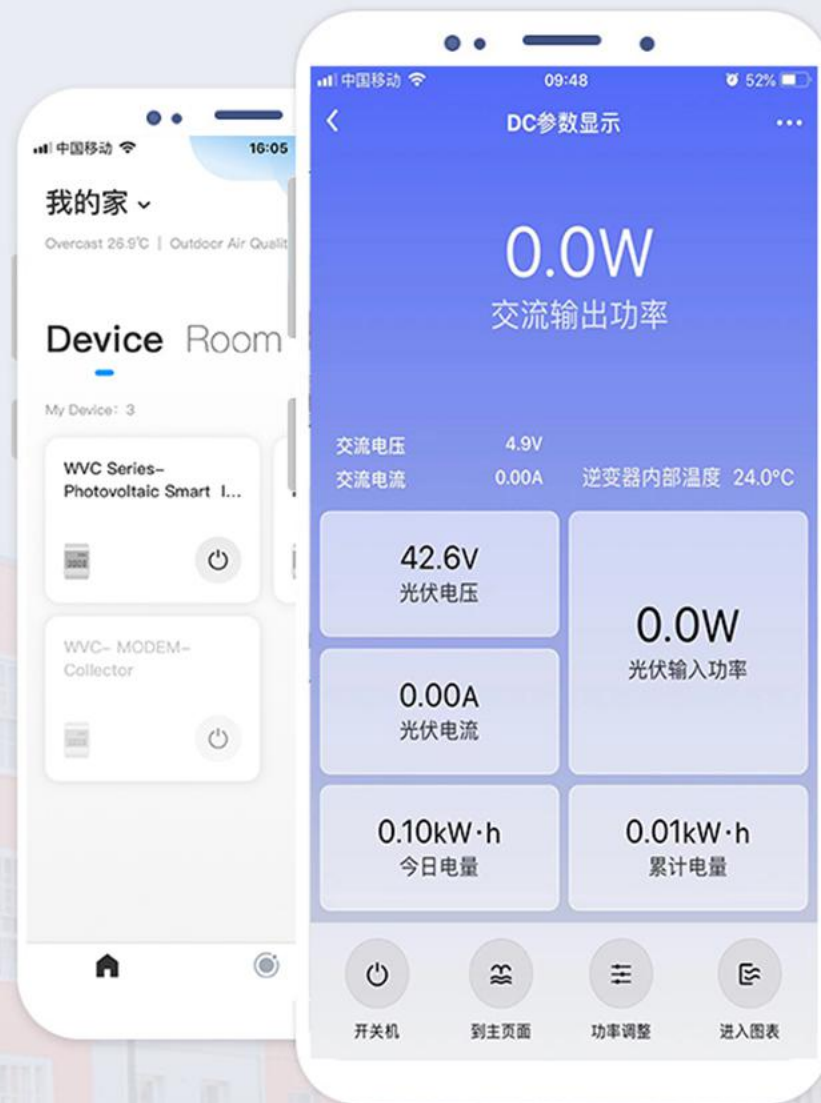 中国移动
16:05
我的家
Overcast 26.9℃ | Outdoor Air Qualit
Device Room
My Device: 3
WVC Series-
Photovoltaic Smart I...
WVC- MODEM-
Collector
中国移动
09:48
52%
DC参数显示
0.0W
交流输出功率
交流电压 4.9V
交流电流 0.00A
逆变器内部温度 24.0°C
42.6V
光伏电压
0.0W
光伏输入功率
0.00A
光伏电流
0.10kW·h
今日电量
0.01kW·h
累计电量
开关机
到主页面
功率调整
进入图表